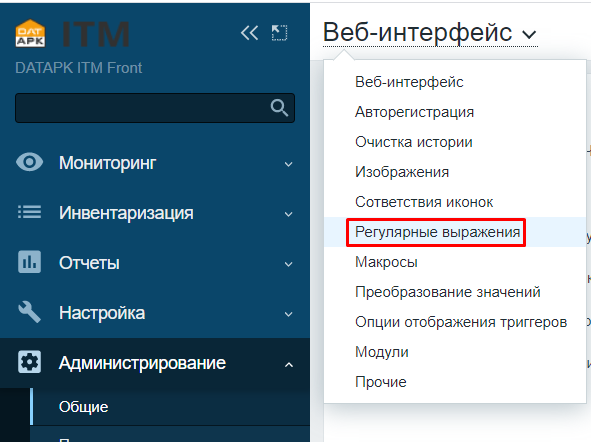 DAT
APK
ITM
DATAPK ITM Front
Мониторинг
Инвентаризация
Отчеты
Настройка
Администрирование
Общие
Веб-интерфейс
Веб-интерфейс
Авторегистрация
Очистка истории
Изображения
Сответствия иконок
Регулярные выражения
Макросы
Преобразование значений
Опции отображения триггеров
Модули
Прочие